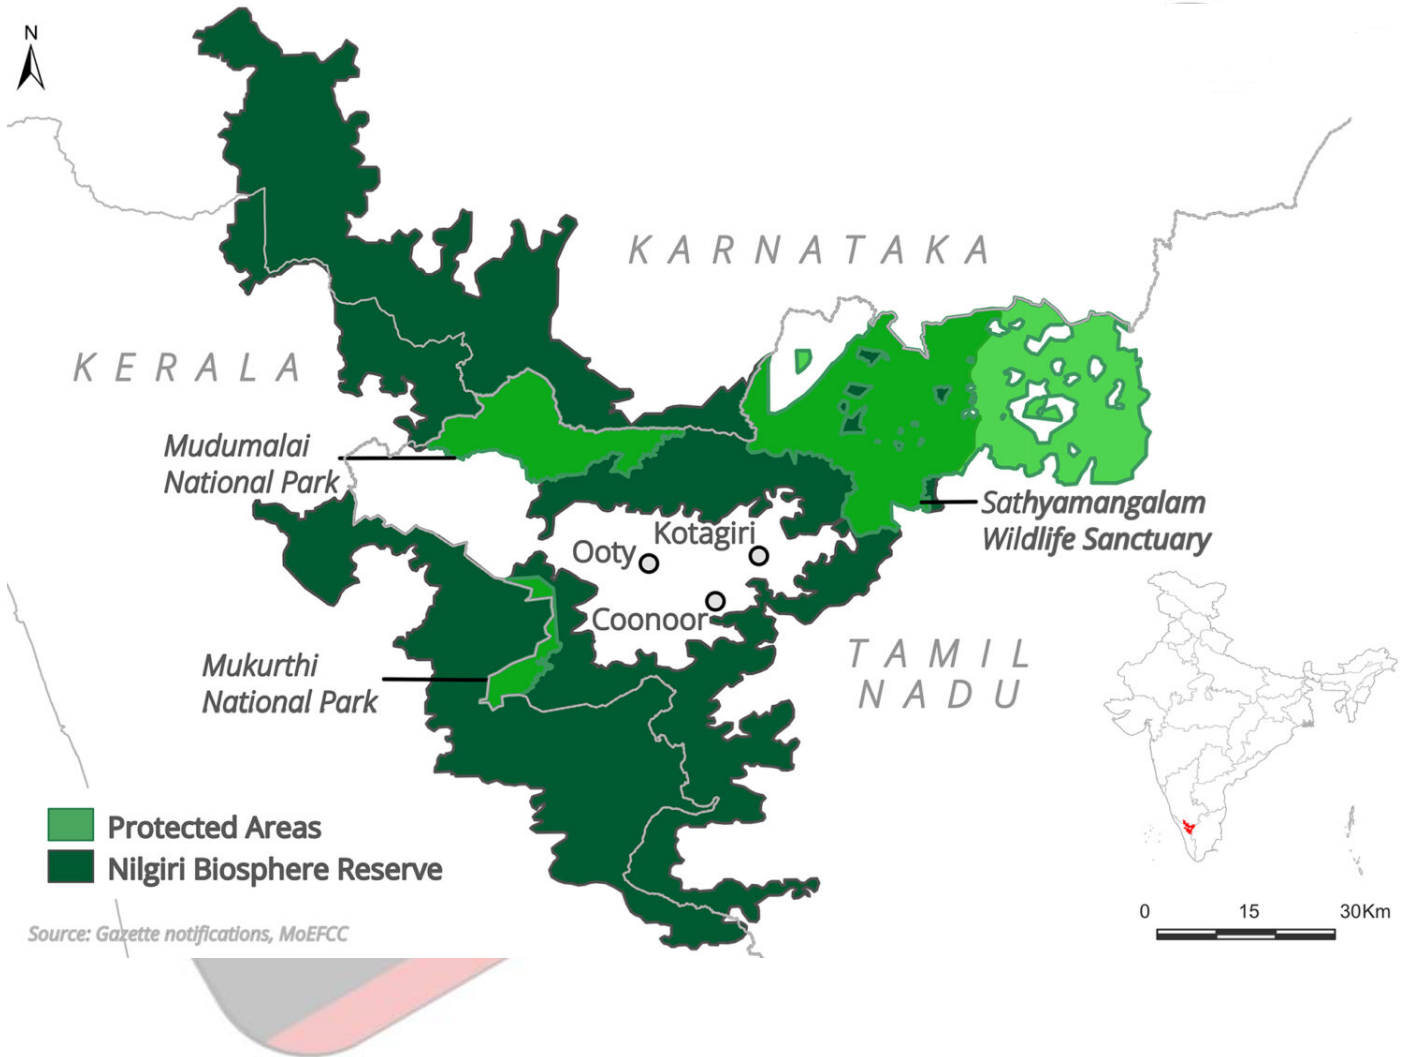 N
KARNATAKA
KERALA
Mudumalai
National Park
Sathyamangalam
Wildlife Sanctuary
Kotagiri
Ooty
Coonoor
Mukurthi
National Park
TAMIL
NADU
Protected Areas
Nilgiri Biosphere Reserve
Source: Gazette notifications, MoEFCC
0 15 30Km